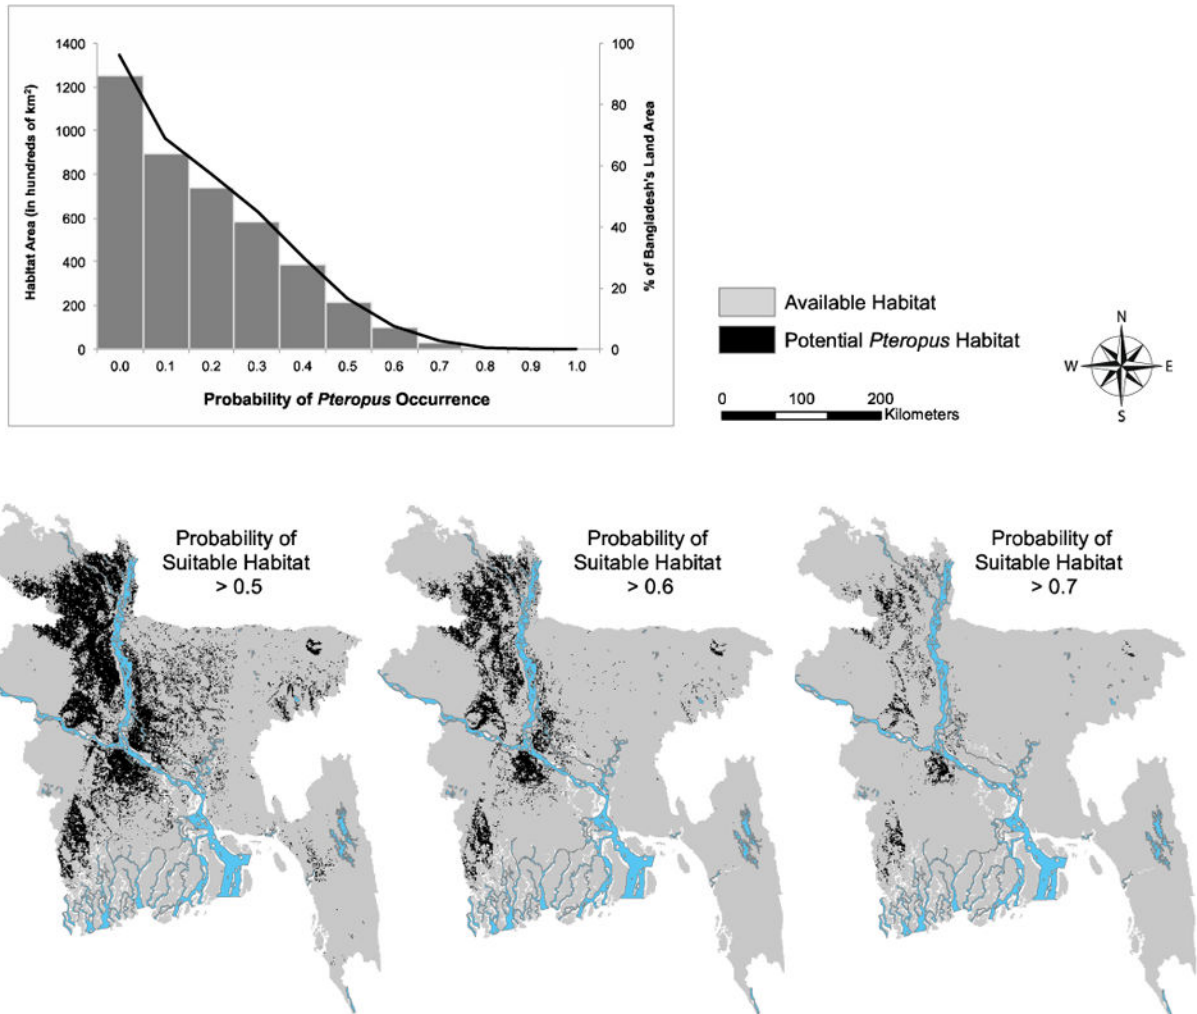 1400
1200
1000
800
600
400
200
0
Habitat Area (in hundreds of km²)
100
80
60
40
20
0
% of Bangladesh's Land Area
0.0 0.1 0.2 0.3 0.4 0.5 0.6 0.7 0.8 0.9 1.0
Probability of Pteropus Occurrence
Available Habitat
Potential Pteropus Habitat
0 100 200
Kilometers
N
W E
S
Probability of
Suitable Habitat
> 0.5
Probability of
Suitable Habitat
> 0.6
Probability of
Suitable Habitat
> 0.7